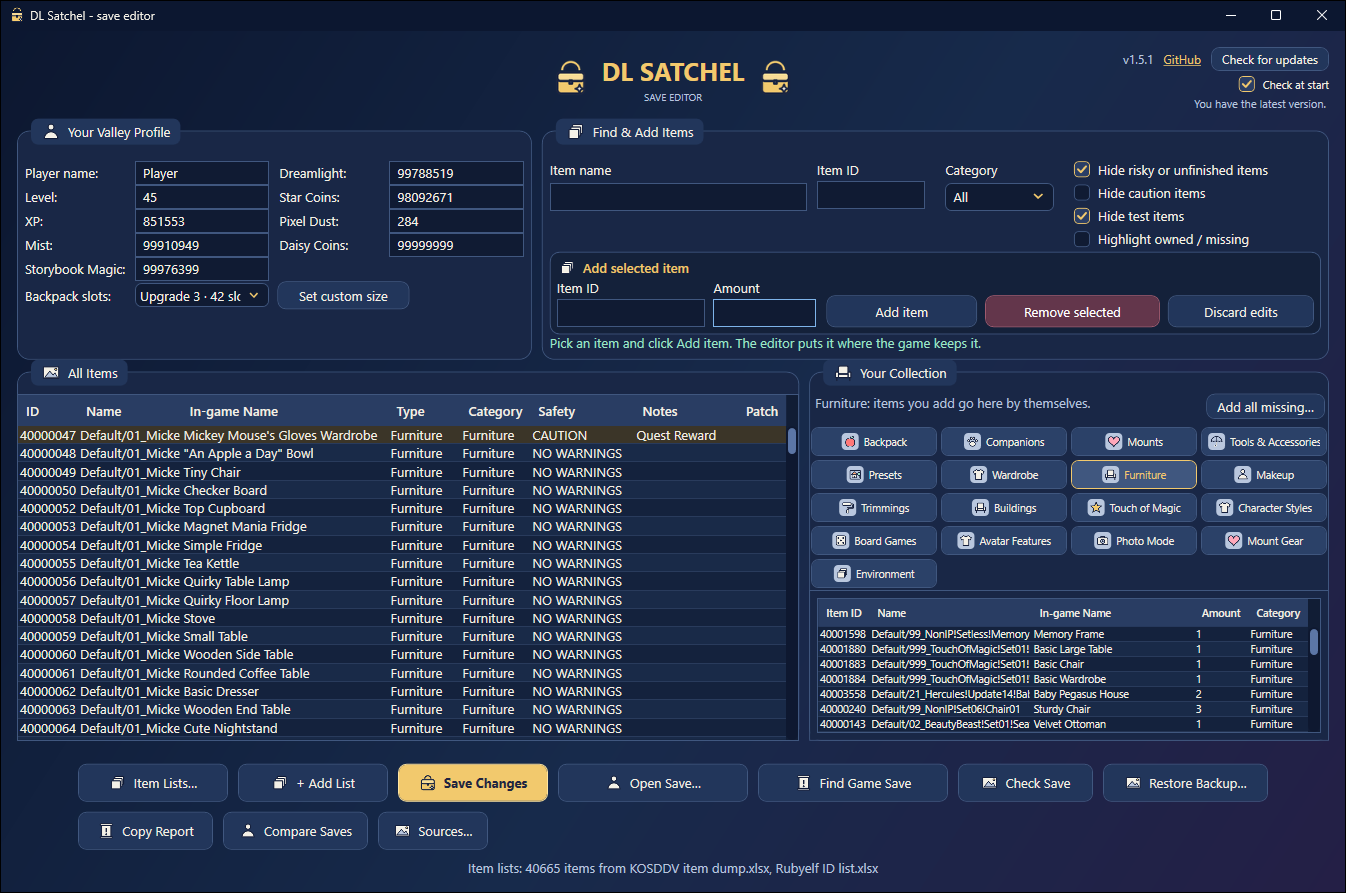 DL Satchel - save editor
DL SATCHEL
SAVE EDITOR
v1.5.1 GitHub Check for updates
Check at start
You have the latest version.
Your Valley Profile
Player name: Player Dreamlight: 99788519
Level: 45 Star Coins: 98092671
XP: 851553 Pixel Dust: 284
Mist: 99910949 Daisy Coins: 99999999
Storybook Magic: 99976399
Backpack slots: Upgrade 3 · 42 slc Set custom size
Find & Add Items
Item name Item ID Category
All
Hide risky or unfinished items
Hide caution items
Hide test items
Highlight owned / missing
Add selected item
Item ID Amount
Add item Remove selected Discard edits
Pick an item and click Add item. The editor puts it where the game keeps it.
All Items
ID Name In-game Name Type Category Safety Notes Patch
40000047 Default/01_Micke Mickey Mouse's Gloves Wardrobe Furniture Furniture CAUTION Quest Reward
40000048 Default/01_Micke "An Apple a Day" Bowl Furniture Furniture NO WARNINGS
40000049 Default/01_Micke Tiny Chair Furniture Furniture NO WARNINGS
40000050 Default/01_Micke Checker Board Furniture Furniture NO WARNINGS
40000052 Default/01_Micke Top Cupboard Furniture Furniture NO WARNINGS
40000053 Default/01_Micke Magnet Mania Fridge Furniture Furniture NO WARNINGS
40000054 Default/01_Micke Simple Fridge Furniture Furniture NO WARNINGS
40000055 Default/01_Micke Tea Kettle Furniture Furniture NO WARNINGS
40000056 Default/01_Micke Quirky Table Lamp Furniture Furniture NO WARNINGS
40000057 Default/01_Micke Quirky Floor Lamp Furniture Furniture NO WARNINGS
40000058 Default/01_Micke Stove Furniture Furniture NO WARNINGS
40000059 Default/01_Micke Small Table Furniture Furniture NO WARNINGS
40000060 Default/01_Micke Wooden Side Table Furniture Furniture NO WARNINGS
40000061 Default/01_Micke Rounded Coffee Table Furniture Furniture NO WARNINGS
40000062 Default/01_Micke Basic Dresser Furniture Furniture NO WARNINGS
40000063 Default/01_Micke Wooden End Table Furniture Furniture NO WARNINGS
40000064 Default/01_Micke Cute Nightstand Furniture Furniture NO WARNINGS
Your Collection
Furniture: items you add go here by themselves. Add all missing...
Backpack Companions Mounts Tools & Accessories
Presets Wardrobe Furniture Makeup
Trimmings Buildings Touch of Magic Character Styles
Board Games Avatar Features Photo Mode Mount Gear
Environment
Item ID Name In-game Name Amount Category
40001598 Default/99_NonIP!Setless!Memory Memory Frame 1 Furniture
40001880 Default/999_TouchOfMagic!Set01! Basic Large Table 1 Furniture
40001883 Default/999_TouchOfMagic!Set01! Basic Chair 1 Furniture
40001884 Default/999_TouchOfMagic!Set01! Basic Wardrobe 1 Furniture
40003558 Default/21_Hercules!Update14!Bal Baby Pegasus House 2 Furniture
40000240 Default/99_NonIP!Set06!Chair01 Sturdy Chair 3 Furniture
40000143 Default/02_BeautyBeast!Set01!Sea Velvet Ottoman 1 Furniture
Item Lists... + Add List Save Changes Open Save... Find Game Save Check Save Restore Backup...
Copy Report Compare Saves Sources...
Item lists: 40665 items from KOSDDV item dump.xlsx, Rubyelf ID list.xlsx